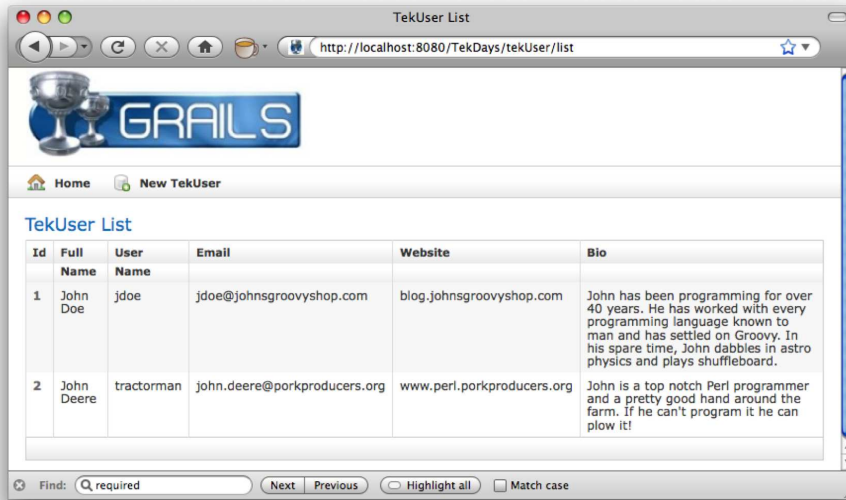 TekUser List
http://localhost:8080/TekDays/tekUser/list
GRAILS
Home New TekUser
TekUser List
Id Full User Email Website Bio
Name Name
1 John jdoe jdoe@johnsgroovyshop.com blog.johnsgroovyshop.com John has been programming for over
Doe 40 years. He has worked with every
programming language known to
man and has settled on Groovy. In
his spare time, John dabbles in astro
physics and plays shuffleboard.
2 John tractorman john.deere@porkproducers.org www.perl.porkproducers.org John is a top notch Perl programmer
Deere and a pretty good hand around the
farm. If he can't program it he can
plow it!
Find: required Next Previous Highlight all Match case